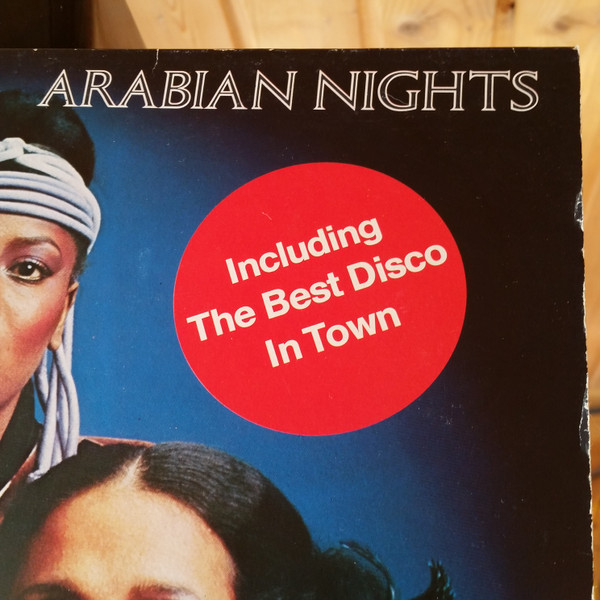 ARABIAN NIGHTS
Including
The Best Disco
In Town